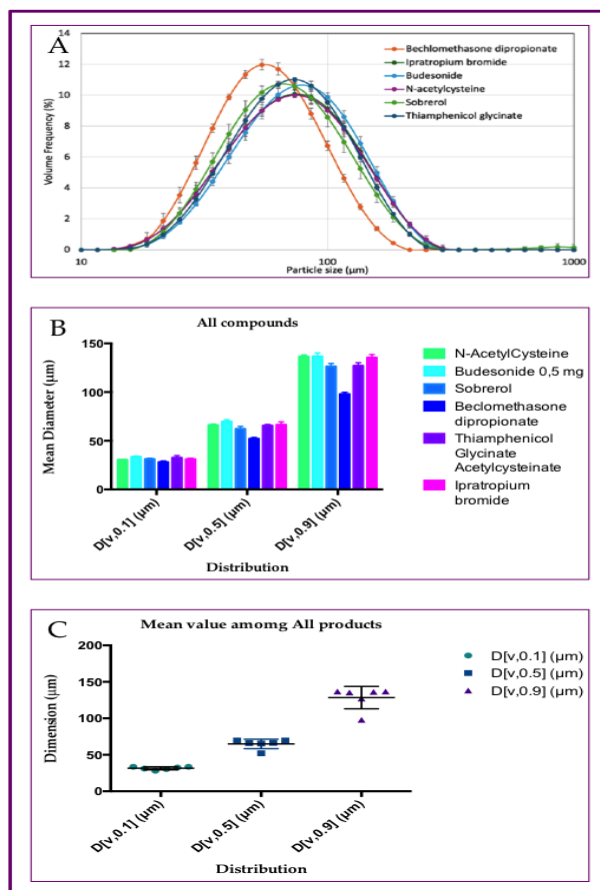 A
14
12
10
8
6
4
2
0
Volume Frequency (%)
10
100
1000
Particle size (µm)
Bechlomethasone dipropionate
Ipratropium bromide
Budesonide
N-acetylcysteine
Sobrerol
Thiamphenicol glycinate
B
All compounds
150
100
50
0
Mean Diameter (µm)
D[v,0.1] (µm)
D[v,0.5] (µm)
D[v,0.9] (µm)
Distribution
N-AcetylCysteine
Budesonide 0,5 mg
Sobrerol
Beclomethasone
dipropionate
Thiamphenicol
Glycinate
Acetylcysteinate
Ipratropium
bromide
C
Mean value amomg All products
200
150
100
50
0
Dimension (µm)
D[v,0.1] (µm)
D[v,0.5] (µm)
D[v,0.9] (µm)
Distribution
D[v,0.1] (µm)
D[v,0.5] (µm)
D[v,0.9] (µm)